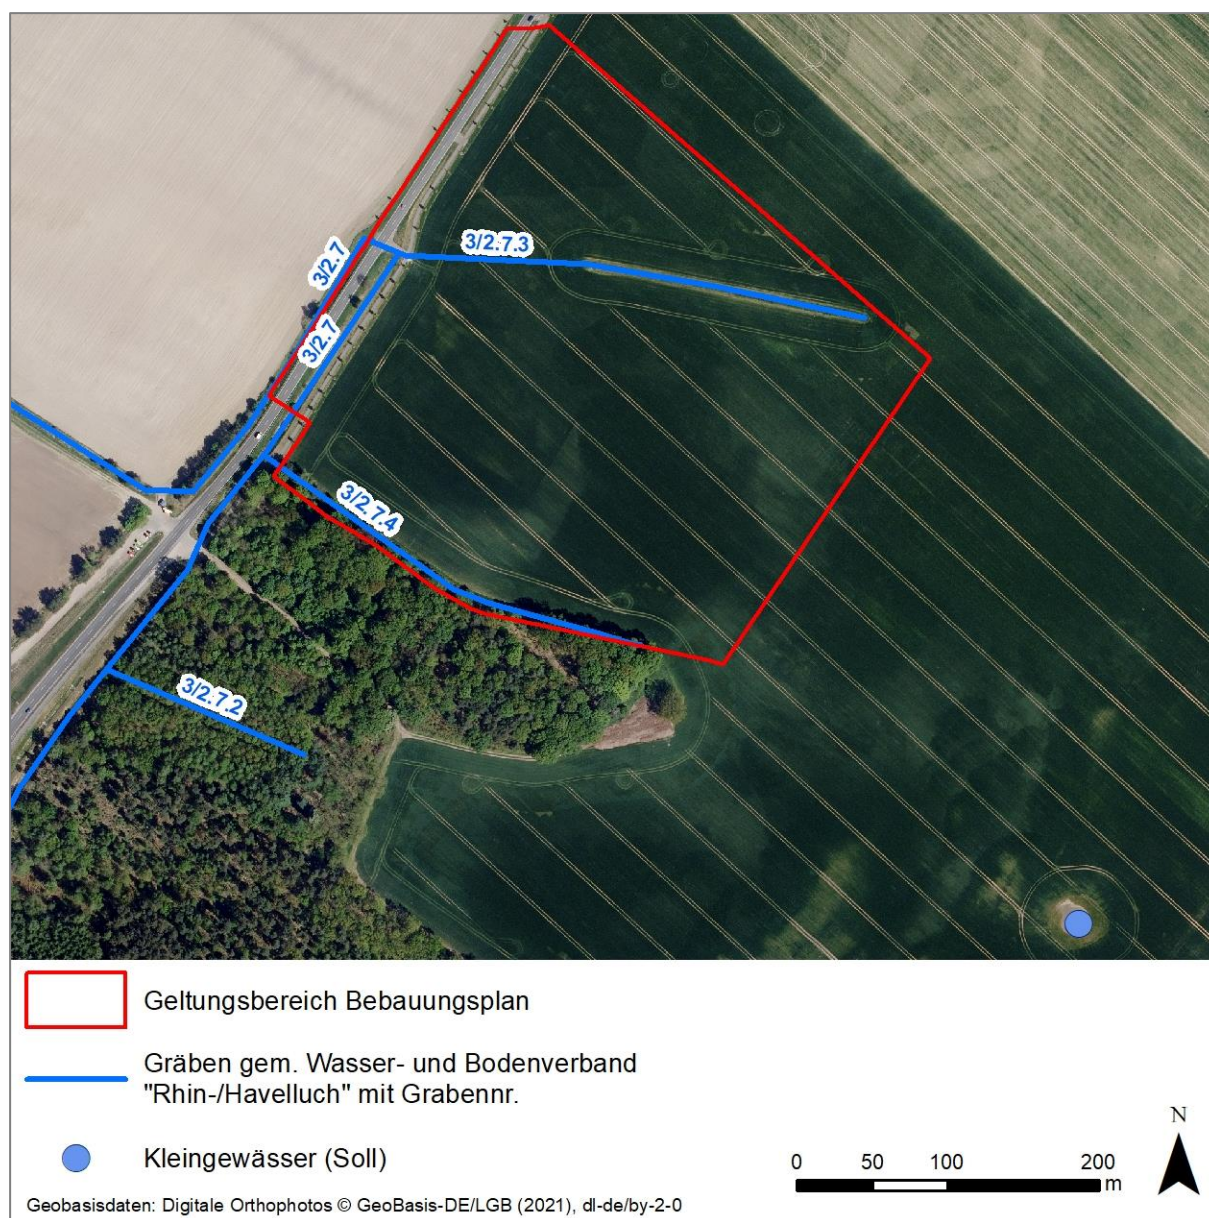 3/2.7.3
3/2.7
3/2.7
3/2.7.4
3/2.7.2
Geltungsbereich Bebauungsplan
Gräben gem. Wasser- und Bodenverband
"Rhin-/Havelluch" mit Grabennr.
Kleingewässer (Soll)
N
0 50 100 200
m
Geobasisdaten: Digitale Orthophotos © GeoBasis-DE/LGB (2021), dl-de/by-2-0